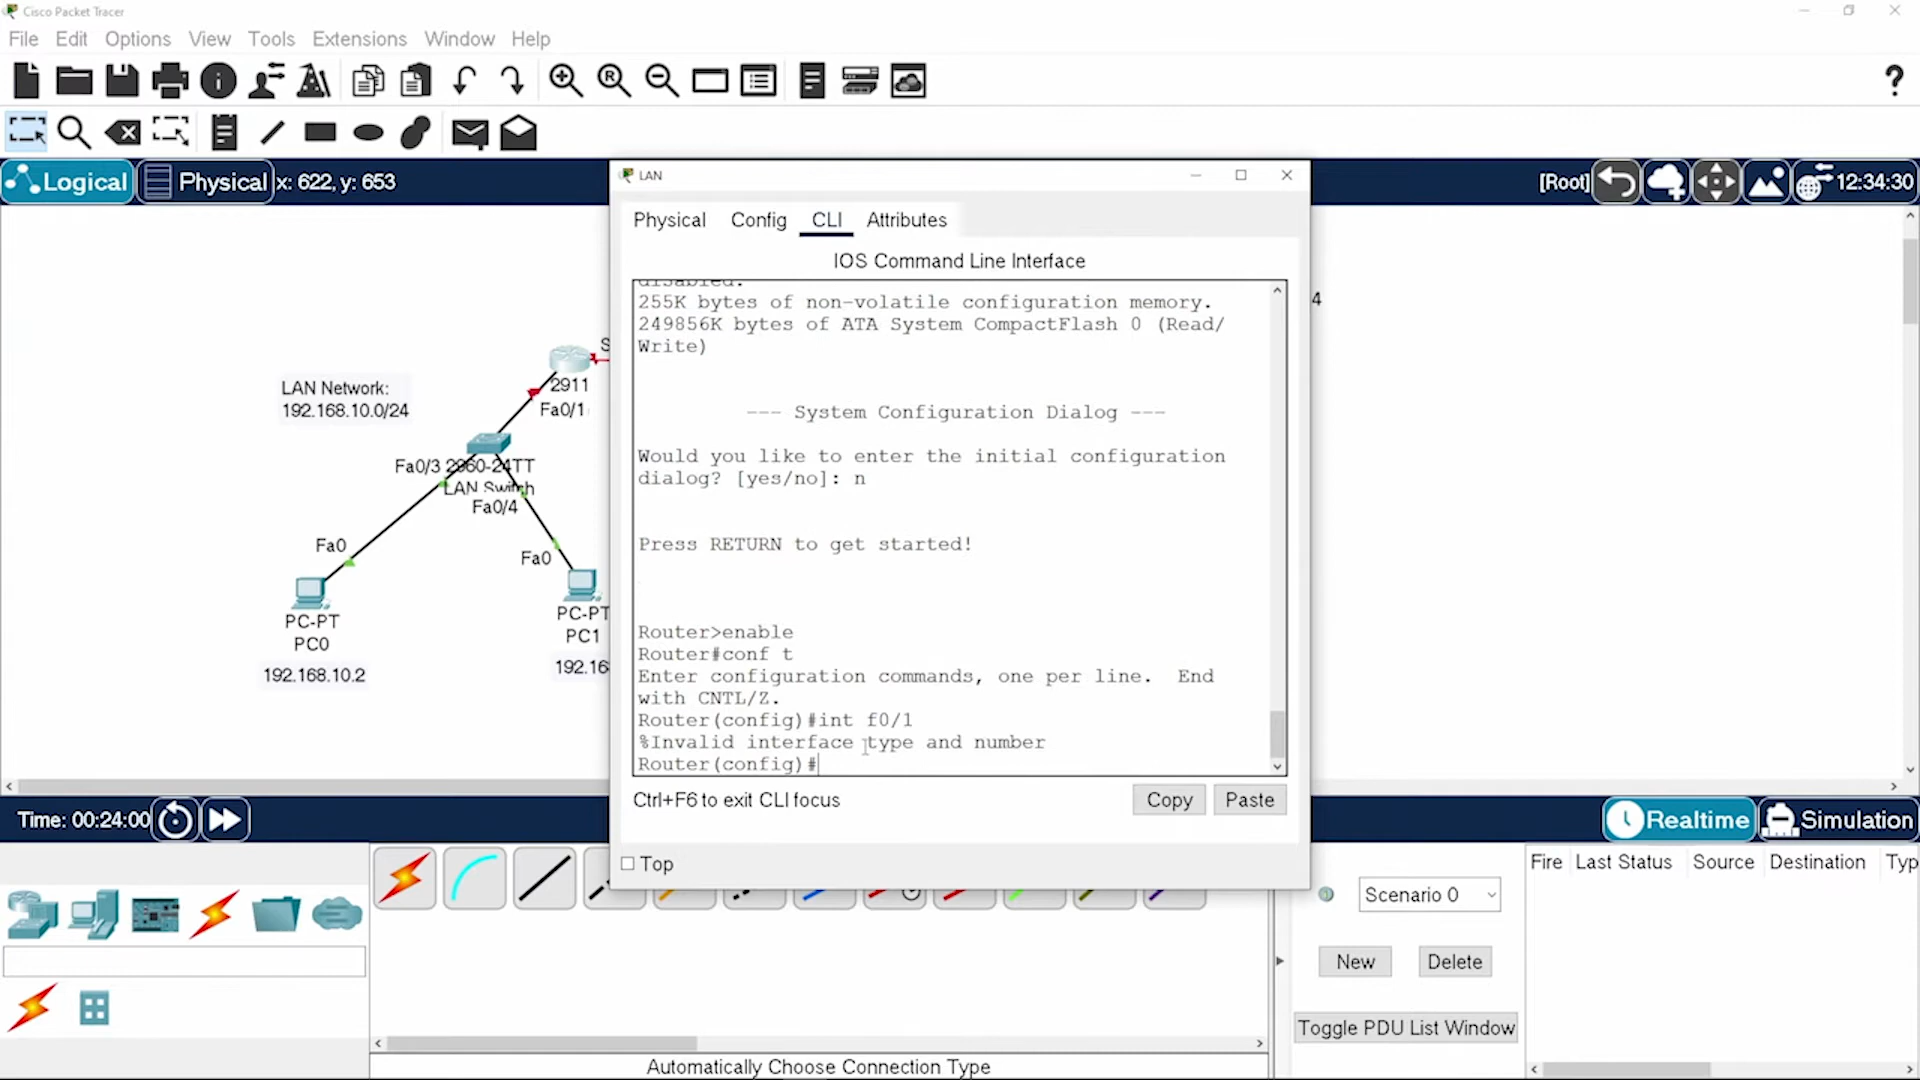 Cisco Packet Tracer
File Edit Options View Tools Extensions Window Help
Logical Physical x: 622, y: 653
[Root] 12:34:30
LAN
Physical Config CLI Attributes
IOS Command Line Interface
disabled.
255K bytes of non-volatile configuration memory.
249856K bytes of ATA System CompactFlash 0 (Read/
Write)
--- System Configuration Dialog ---
Would you like to enter the initial configuration
dialog? [yes/no]: n
Press RETURN to get started!
Router>enable
Router#conf t
Enter configuration commands, one per line. End
with CNTL/Z.
Router(config)#int f0/1
%Invalid interface type and number
Router(config)#
Ctrl+F6 to exit CLI focus
Copy Paste
Top
LAN Network:
192.168.10.0/24
S
4
2911
Fa0/1
Fa0/3 2960-24TT
LAN Switch
Fa0/4
Fa0
Fa0
PC-PT
PC0
192.168.10.2
PC-PT
PC1
192.16
Time: 00:24:00
Realtime Simulation
Scenario 0
New Delete
Toggle PDU List Window
Fire Last Status Source Destination Typ
Automatically Choose Connection Type